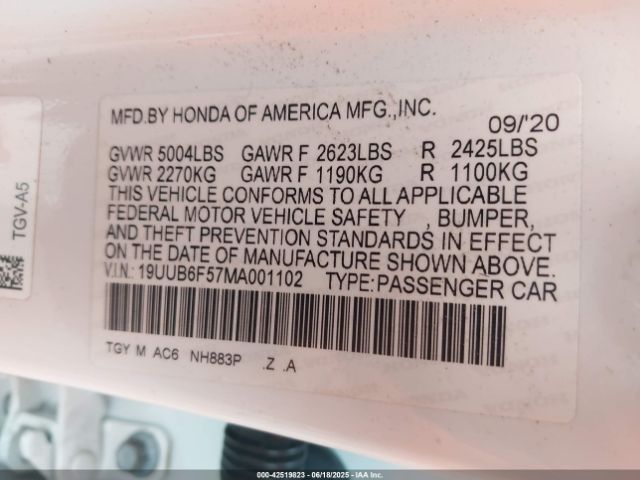 MFD.BY HONDA OF AMERICA MFG.,INC.
09/'20
GVWR 5004LBS GAWR F 2623LBS R 2425LBS
GVWR 2270KG GAWR F 1190KG R 1100KG
THIS VEHICLE CONFORMS TO ALL APPLICABLE
FEDERAL MOTOR VEHICLE SAFETY , BUMPER,
AND THEFT PREVENTION STANDARDS IN EFFECT
ON THE DATE OF MANUFACTURE SHOWN ABOVE.
V.I.N: 19UUB6F57MA001102 TYPE:PASSENGER CAR
TGY M AC6 NH883P .Z .A
TGV-A5
00-42519823 | 06/18/2025 | Copyright © IAA, LLC